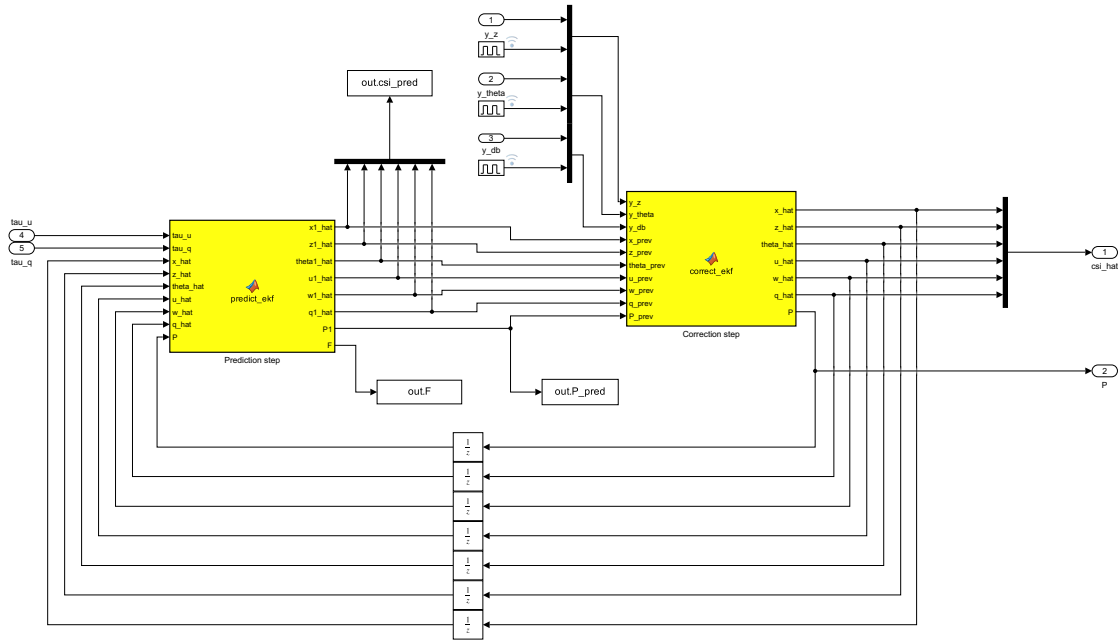 1
y_z
2
y_theta
3
y_db
out.csi_pred
tau_u
4
5
tau_q
tau_u
tau_q
x_hat
z_hat
theta_hat
u_hat
w_hat
q_hat
P
predict_ekf
x1_hat
z1_hat
theta1_hat
u1_hat
w1_hat
q1_hat
P1
F
Prediction step
y_z
y_theta
y_db
x_prev
z_prev
theta_prev
u_prev
w_prev
q_prev
P_prev
correct_ekf
x_hat
z_hat
theta_hat
u_hat
w_hat
q_hat
P
Correction step
1
csi_hat
2
P
out.F
out.P_pred
1
z
1
z
1
z
1
z
1
z
1
z
1
z